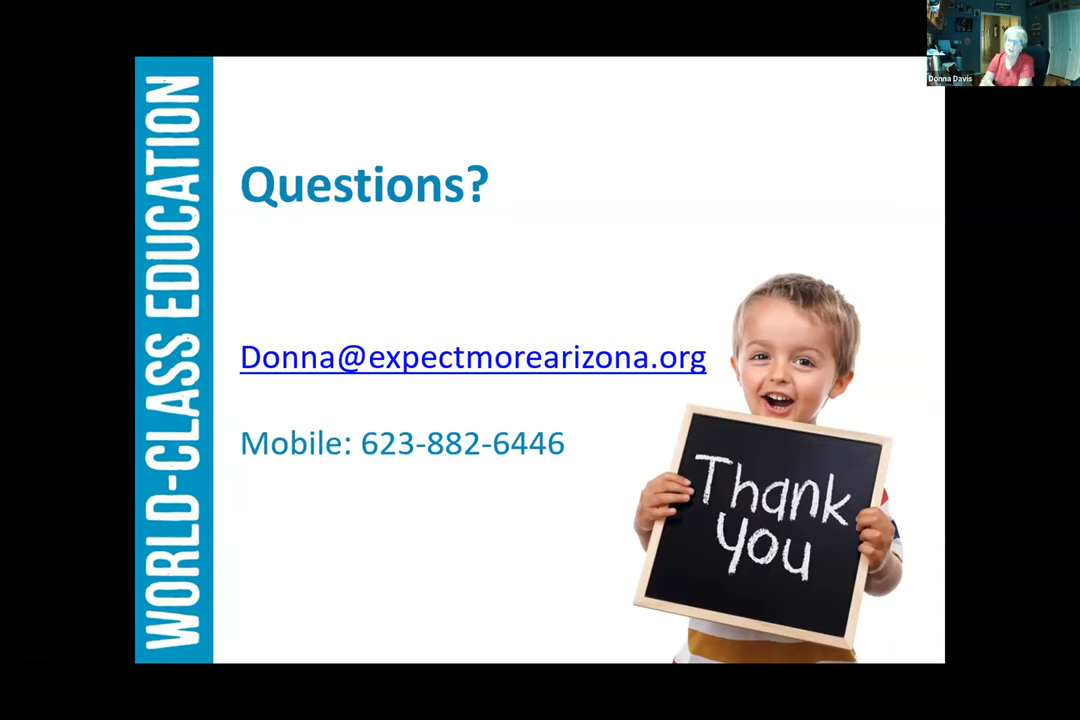 WORLD-CLASS EDUCATION
Questions?
Donna@expectmorearizona.org
Mobile: 623-882-6446
Thank
you
Donna Davis